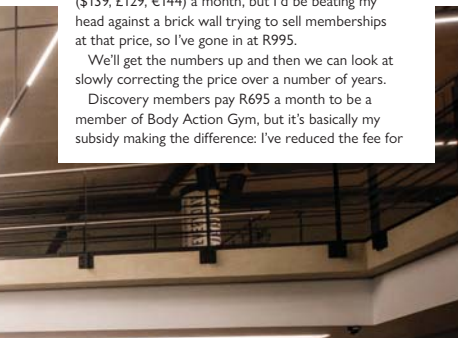 ($139, £129, €144) a month, but I'd be beating my
head against a brick wall trying to sell memberships
at that price, so I've gone in at R995.
We'll get the numbers up and then we can look at
slowly correcting the price over a number of years.
Discovery members pay R695 a month to be a
member of Body Action Gym, but it's basically my
subsidy making the difference: I've reduced the fee for